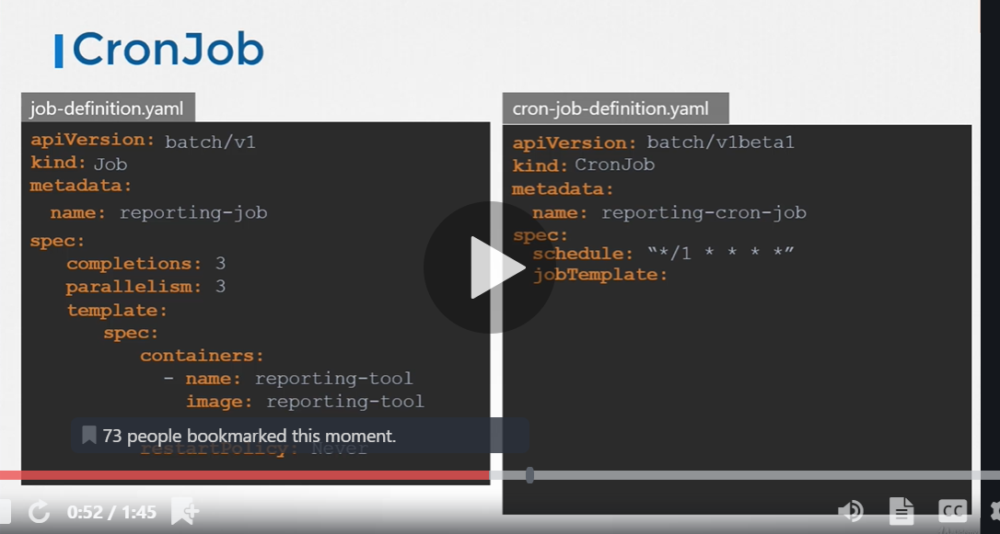 CronJob
job-definition.yaml
apiVersion: batch/v1
kind: Job
metadata:
name: reporting-job
spec:
completions: 3
parallelism: 3
template:
spec:
containers:
- name: reporting-tool
image: reporting-tool
restartPolicy: Never
73 people bookmarked this moment.
cron-job-definition.yaml
apiVersion: batch/v1beta1
kind: CronJob
metadata:
name: reporting-cron-job
spec:
schedule: “*/1 * * * *”
jobTemplate:
0:52 / 1:45
CC